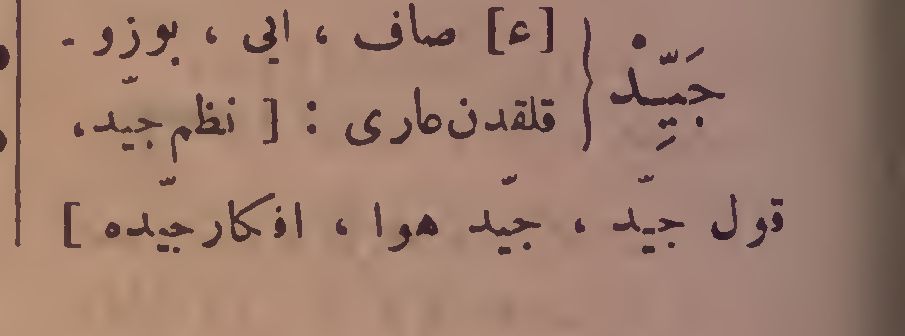 جَيِّدْ { [ع] صاف ، ايى ، بوزو -
قلقدن عارى : [ نظم جيّد ،
قول جيّد ، جيّد هوا ، افكار جيّده ]